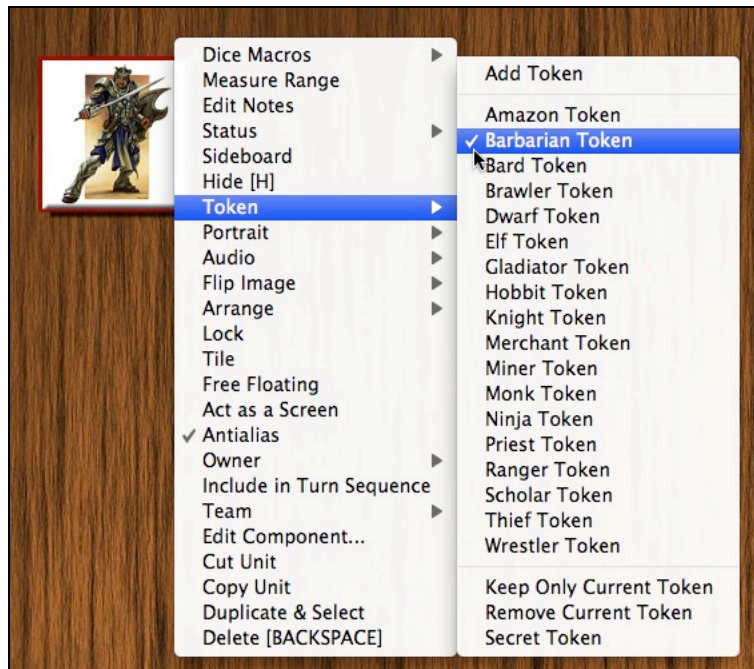 Dice Macros
Measure Range
Edit Notes
Status
Sideboard
Hide [H]
Token
Portrait
Audio
Flip Image
Arrange
Lock
Tile
Free Floating
Act as a Screen
Antialias
Owner
Include in Turn Sequence
Team
Edit Component...
Cut Unit
Copy Unit
Duplicate & Select
Delete [BACKSPACE]
Add Token
Amazon Token
Barbarian Token
Bard Token
Brawler Token
Dwarf Token
Elf Token
Gladiator Token
Hobbit Token
Knight Token
Merchant Token
Miner Token
Monk Token
Ninja Token
Priest Token
Ranger Token
Scholar Token
Thief Token
Wrestler Token
Keep Only Current Token
Remove Current Token
Secret Token